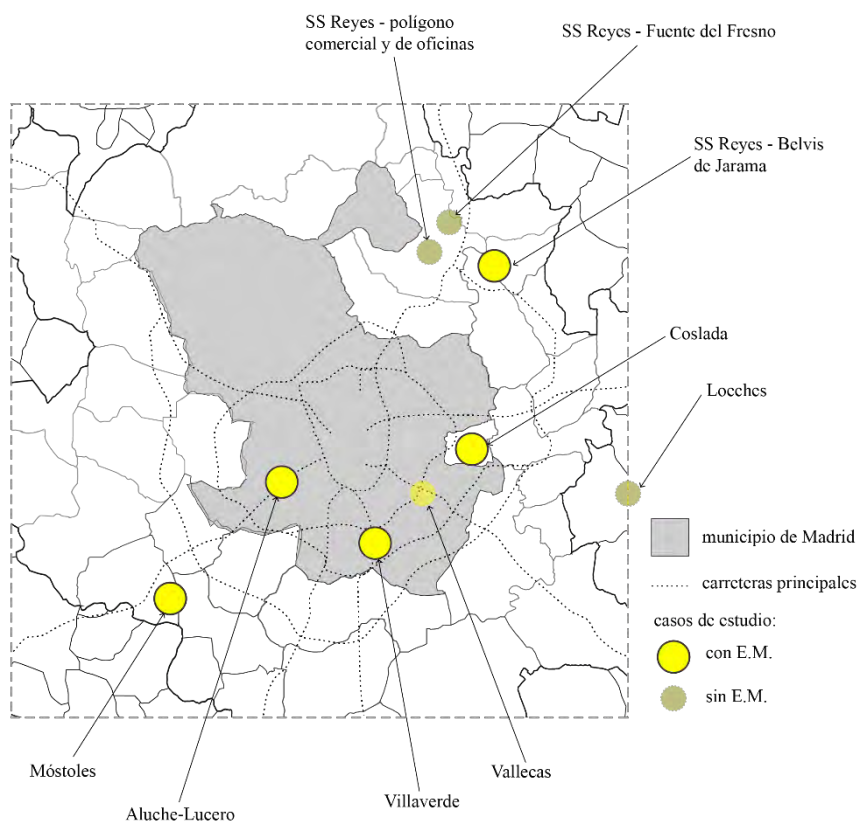 SS Reyes - polígono
comercial y de oficinas
SS Reyes - Fuente del Fresno
SS Reyes - Belvis
de Jarama
Coslada
Loeches
municipio de Madrid
carreteras principales
casos de estudio:
con E.M.
sin E.M.
Móstoles
Aluche-Lucero
Villaverde
Vallecas